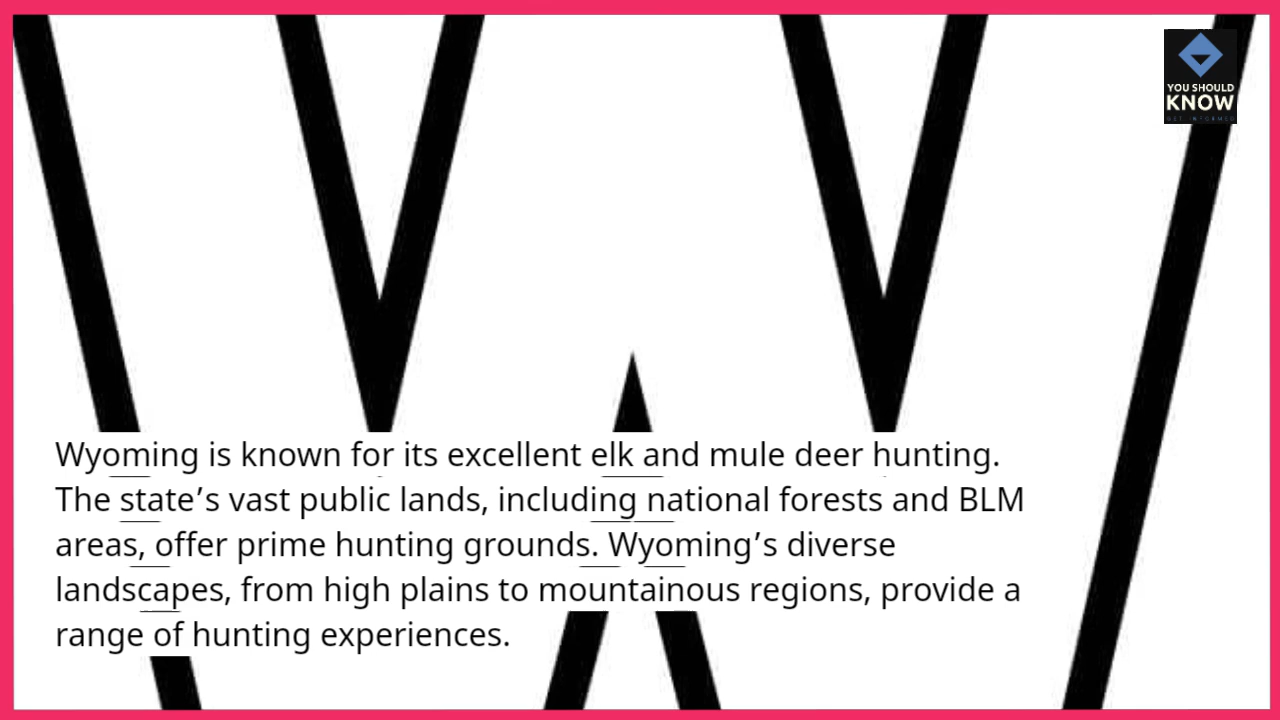 YOU SHOULD
KNOW
GET INFORMED
Wyoming is known for its excellent elk and mule deer hunting.
The state’s vast public lands, including national forests and BLM
areas, offer prime hunting grounds. Wyoming’s diverse
landscapes, from high plains to mountainous regions, provide a
range of hunting experiences.